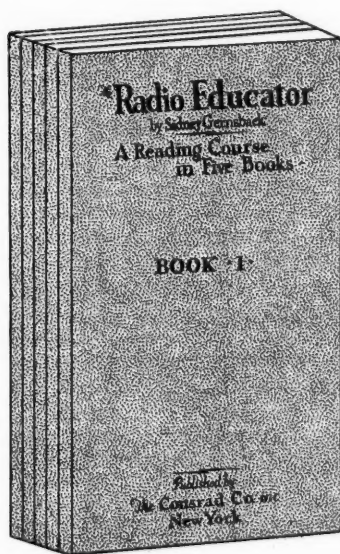 The Radio Educator
by Sidney Gernsback
A Reading Course
in Five Books
BOOK · 1 ·
Published by
The Consrad Co. Inc
New York